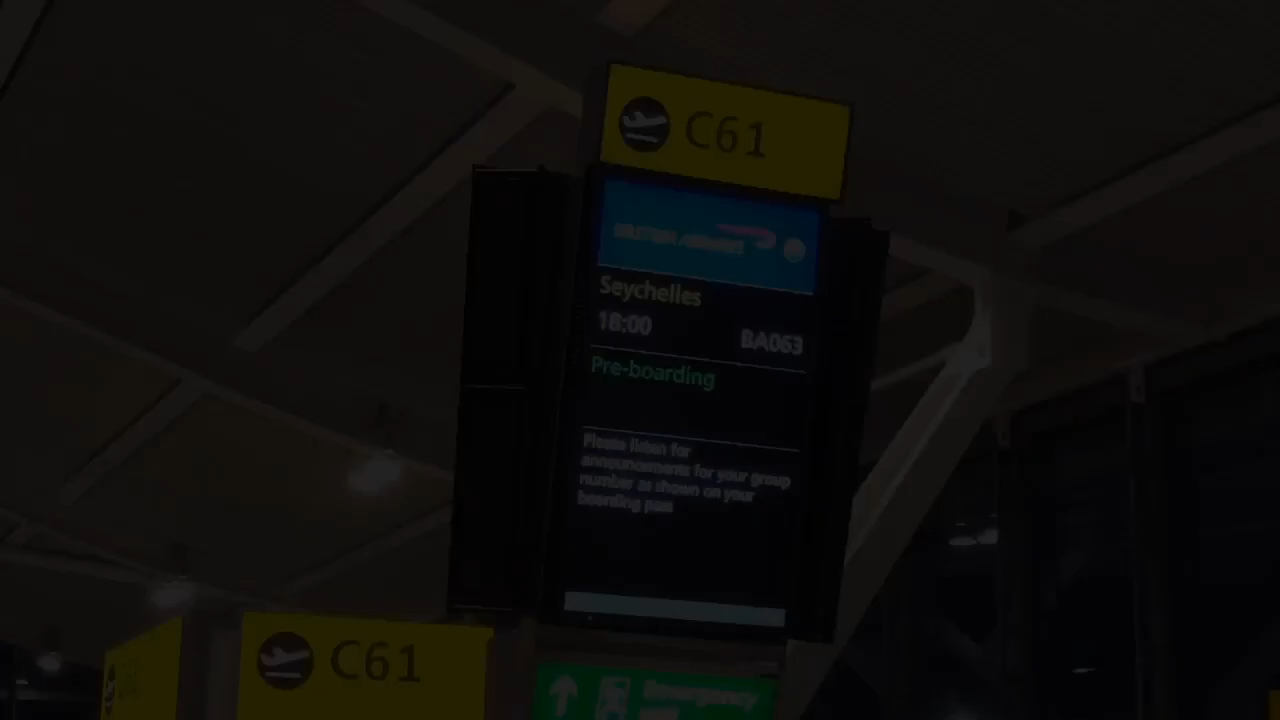 C61
BRITISH AIRWAYS
Seychelles
18:00 BA063
Pre-boarding
Please listen for
announcements for your group
number as shown on your
boarding pass
C61
Emergency